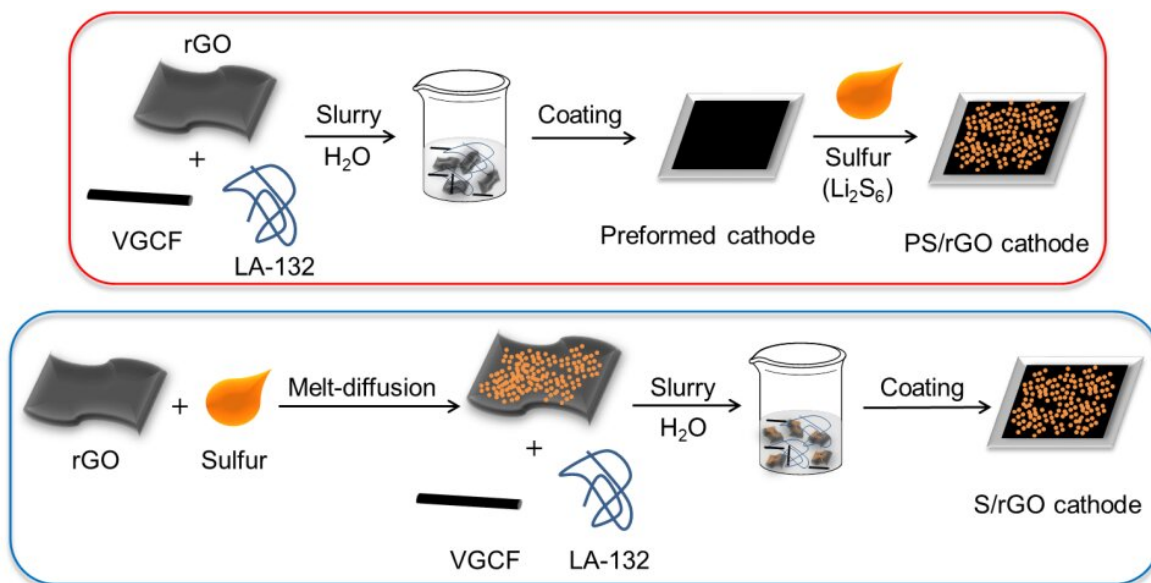 rGO
+
VGCF
LA-132
Slurry
H₂O
Coating
Preformed cathode
Sulfur
(Li₂S₆)
PS/rGO cathode
rGO
+
Sulfur
Melt-diffusion
+
VGCF
LA-132
Slurry
H₂O
Coating
S/rGO cathode